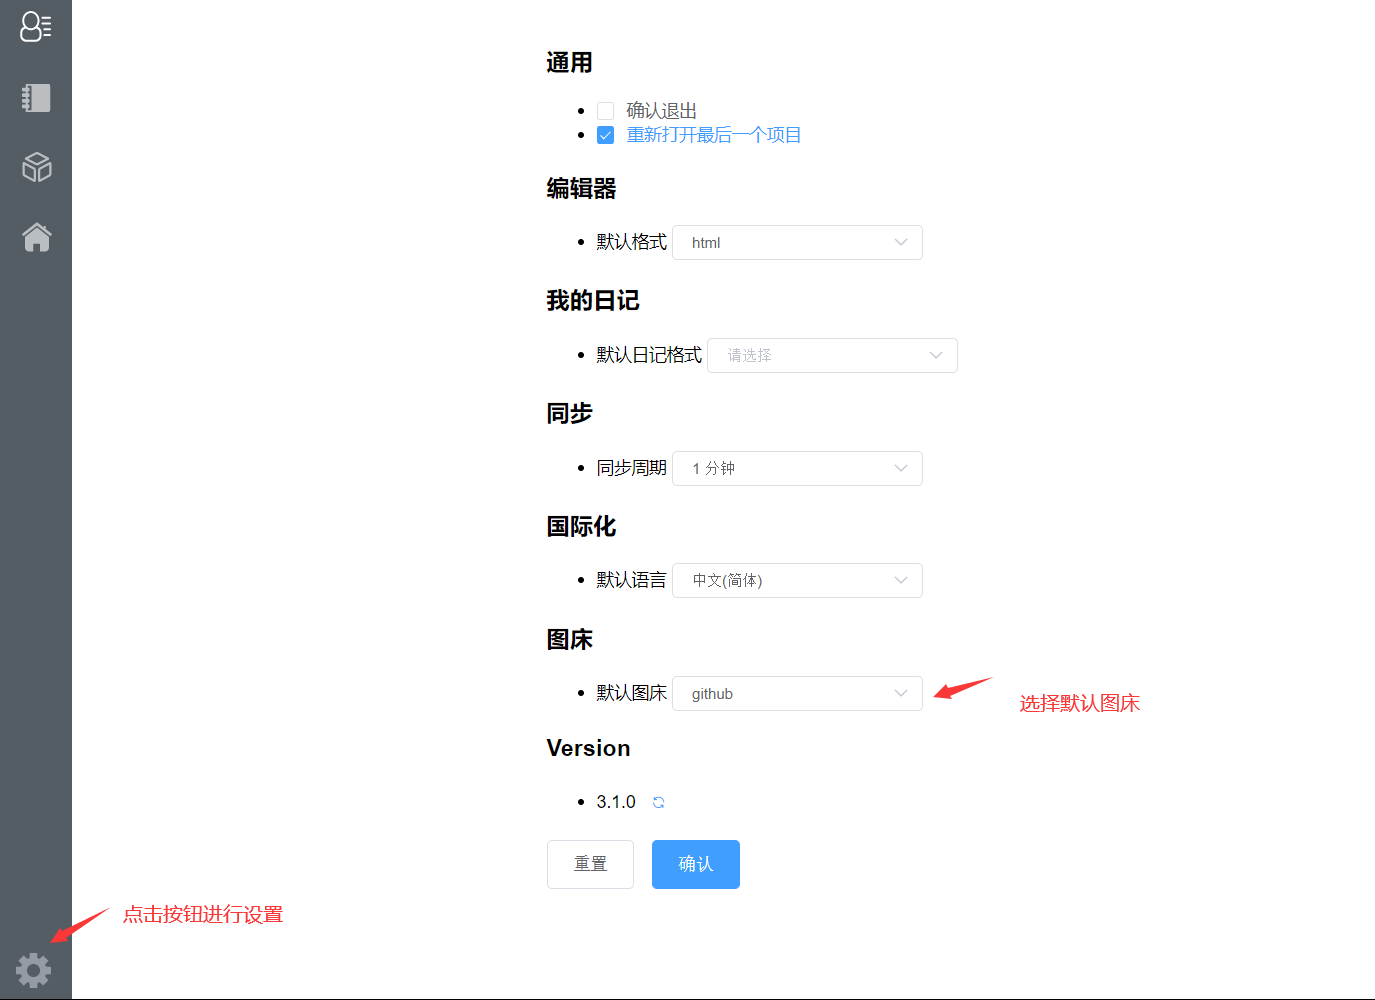 通用
确认退出
重新打开最后一个项目
编辑器
默认格式 html
我的日记
默认日记格式 请选择
同步
同步周期 1 分钟
国际化
默认语言 中文(简体)
图床
默认图床 github
选择默认图床
Version
3.1.0
重置 确认
点击按钮进行设置